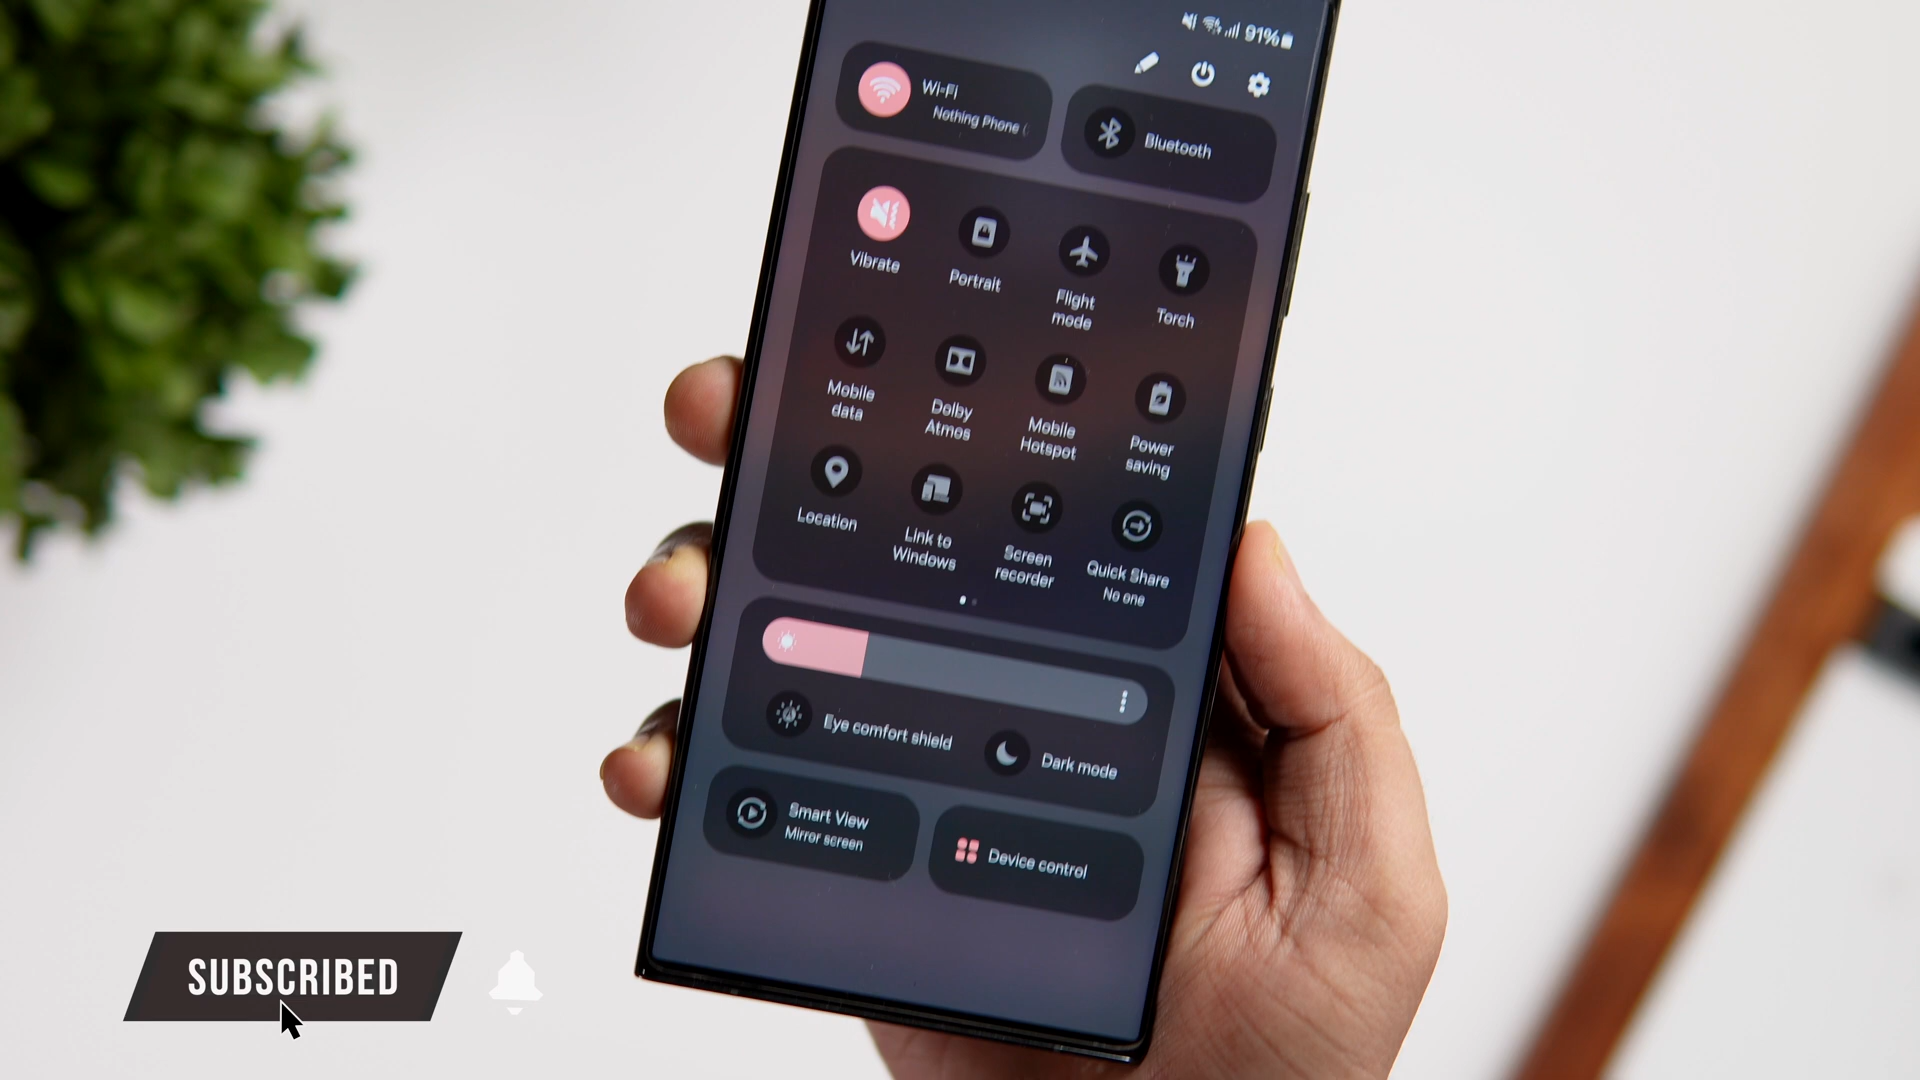 91%
Wi-Fi
Nothing Phone (
Bluetooth
Vibrate
Portrait
Flight
mode
Torch
Mobile
data
Dolby
Atmos
Mobile
Hotspot
Power
saving
Location
Link to
Windows
Screen
recorder
Quick Share
No one
Eye comfort shield
Dark mode
Smart View
Mirror screen
Device control
SUBSCRIBED